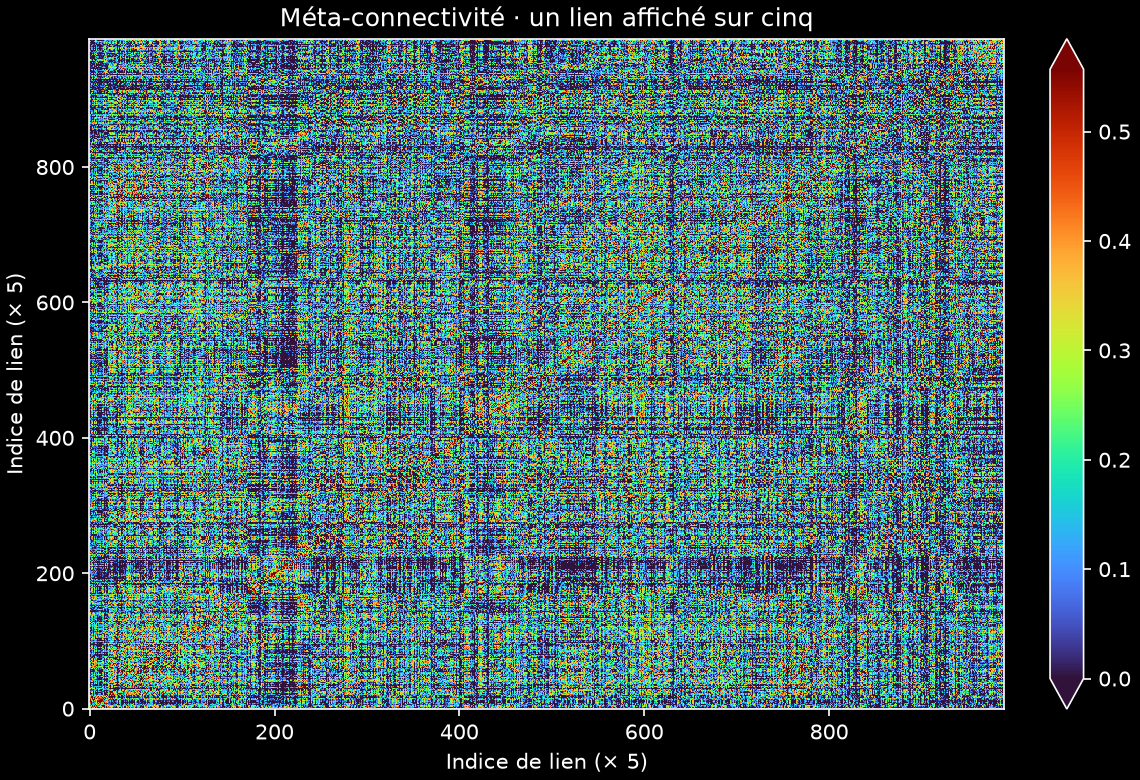 Méta-connectivité · un lien affiché sur cinq
Indice de lien (× 5)
800
600
400
200
0
0 200 400 600 800
Indice de lien (× 5)
0.5
0.4
0.3
0.2
0.1
0.0